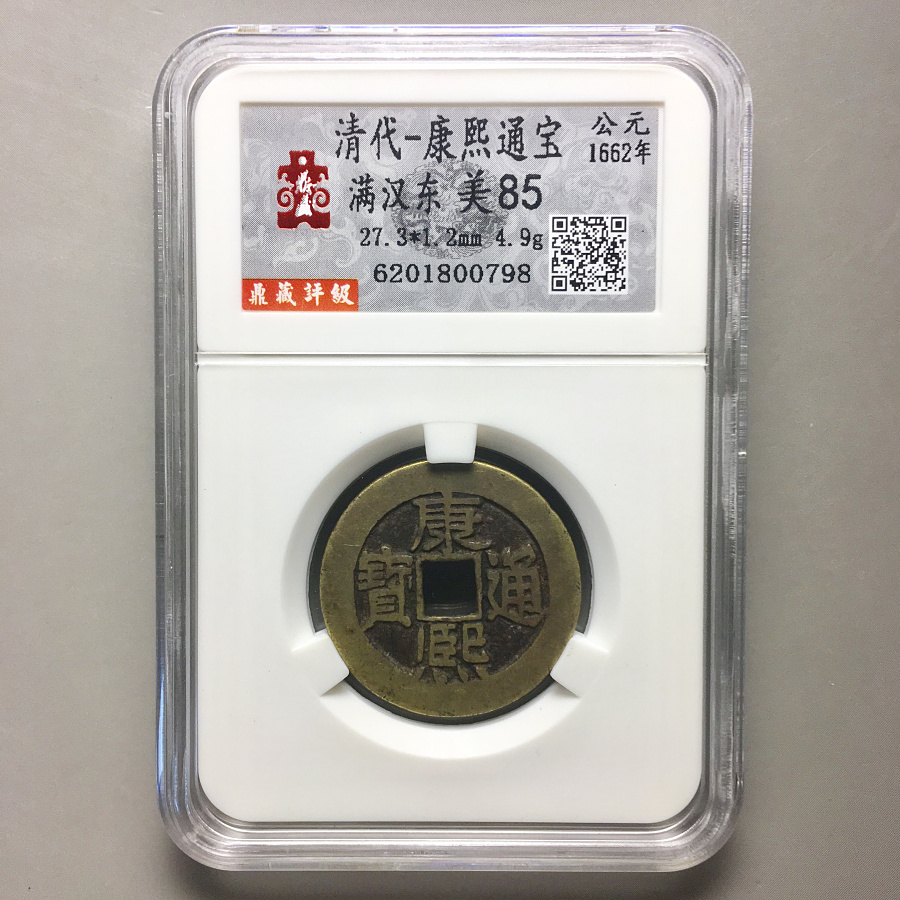 清代-康熙通宝
公元
1662年
满汉东 美85
27.3*1.2mm 4.9g
6201800798
鼎藏評級
康熙通寶